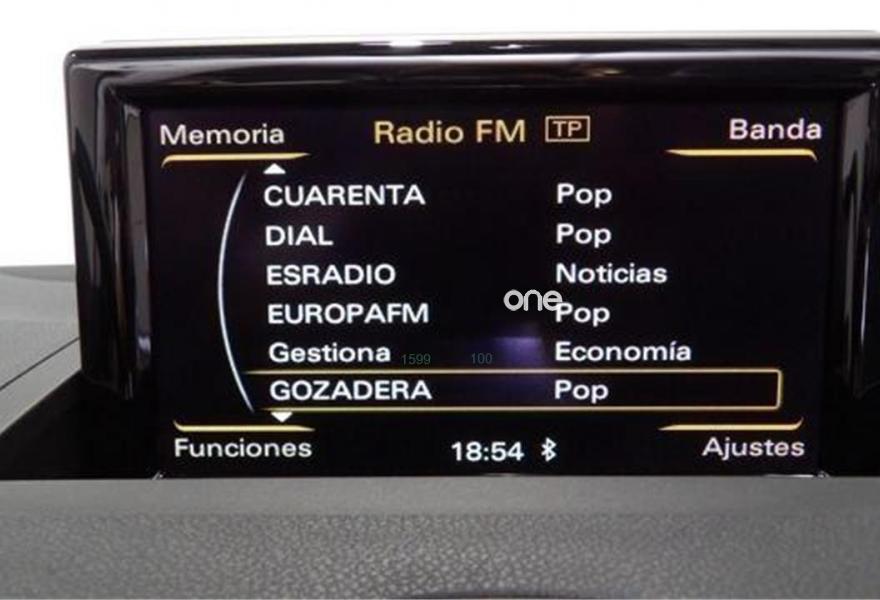 Memoria Radio FM TP Banda
CUARENTA Pop
DIAL Pop
ESRADIO Noticias
EUROPAFM Pop
one
Gestiona Economía
1599 100
GOZADERA Pop
Funciones 18:54 Ajustes